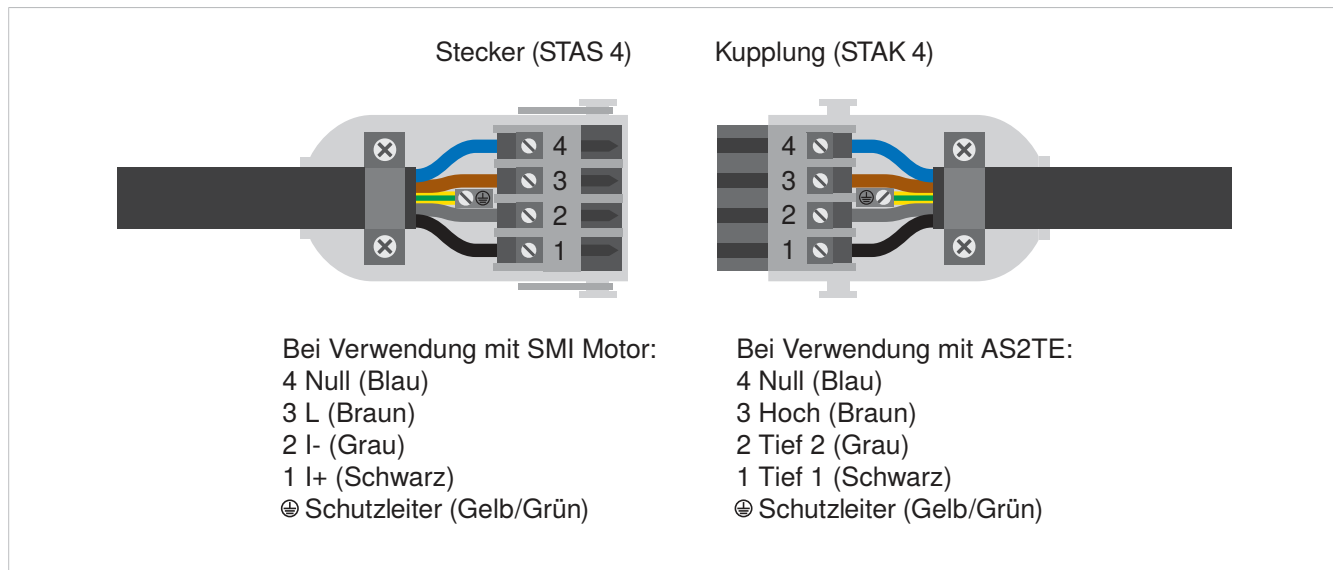 Stecker (STAS 4)
Kupplung (STAK 4)
4
3
2
1
4
3
2
1
Bei Verwendung mit SMI Motor:
4 Null (Blau)
3 L (Braun)
2 I- (Grau)
1 I+ (Schwarz)
Schutzleiter (Gelb/Grün)
Bei Verwendung mit AS2TE:
4 Null (Blau)
3 Hoch (Braun)
2 Tief 2 (Grau)
1 Tief 1 (Schwarz)
Schutzleiter (Gelb/Grün)